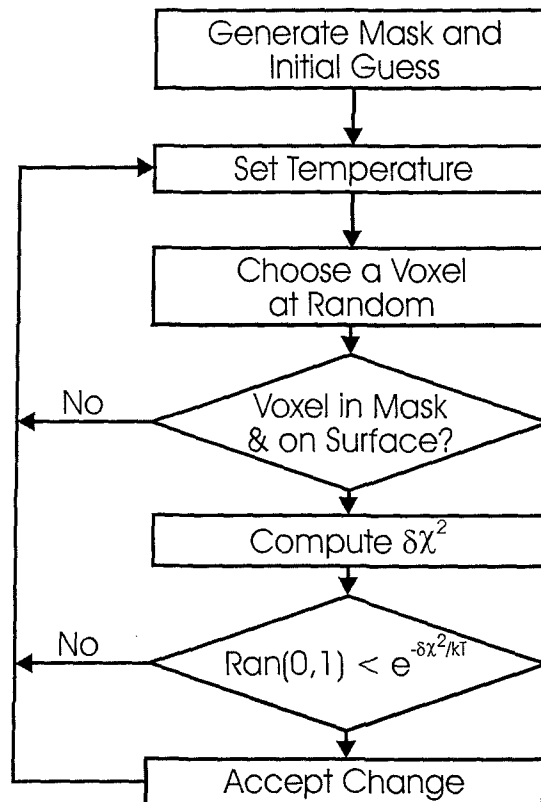 Generate Mask and
Initial Guess
Set Temperature
Choose a Voxel
at Random
No
Voxel in Mask
& on Surface?
Compute δχ²
No
Ran(0,1) < e^-δχ²/kT
Accept Change